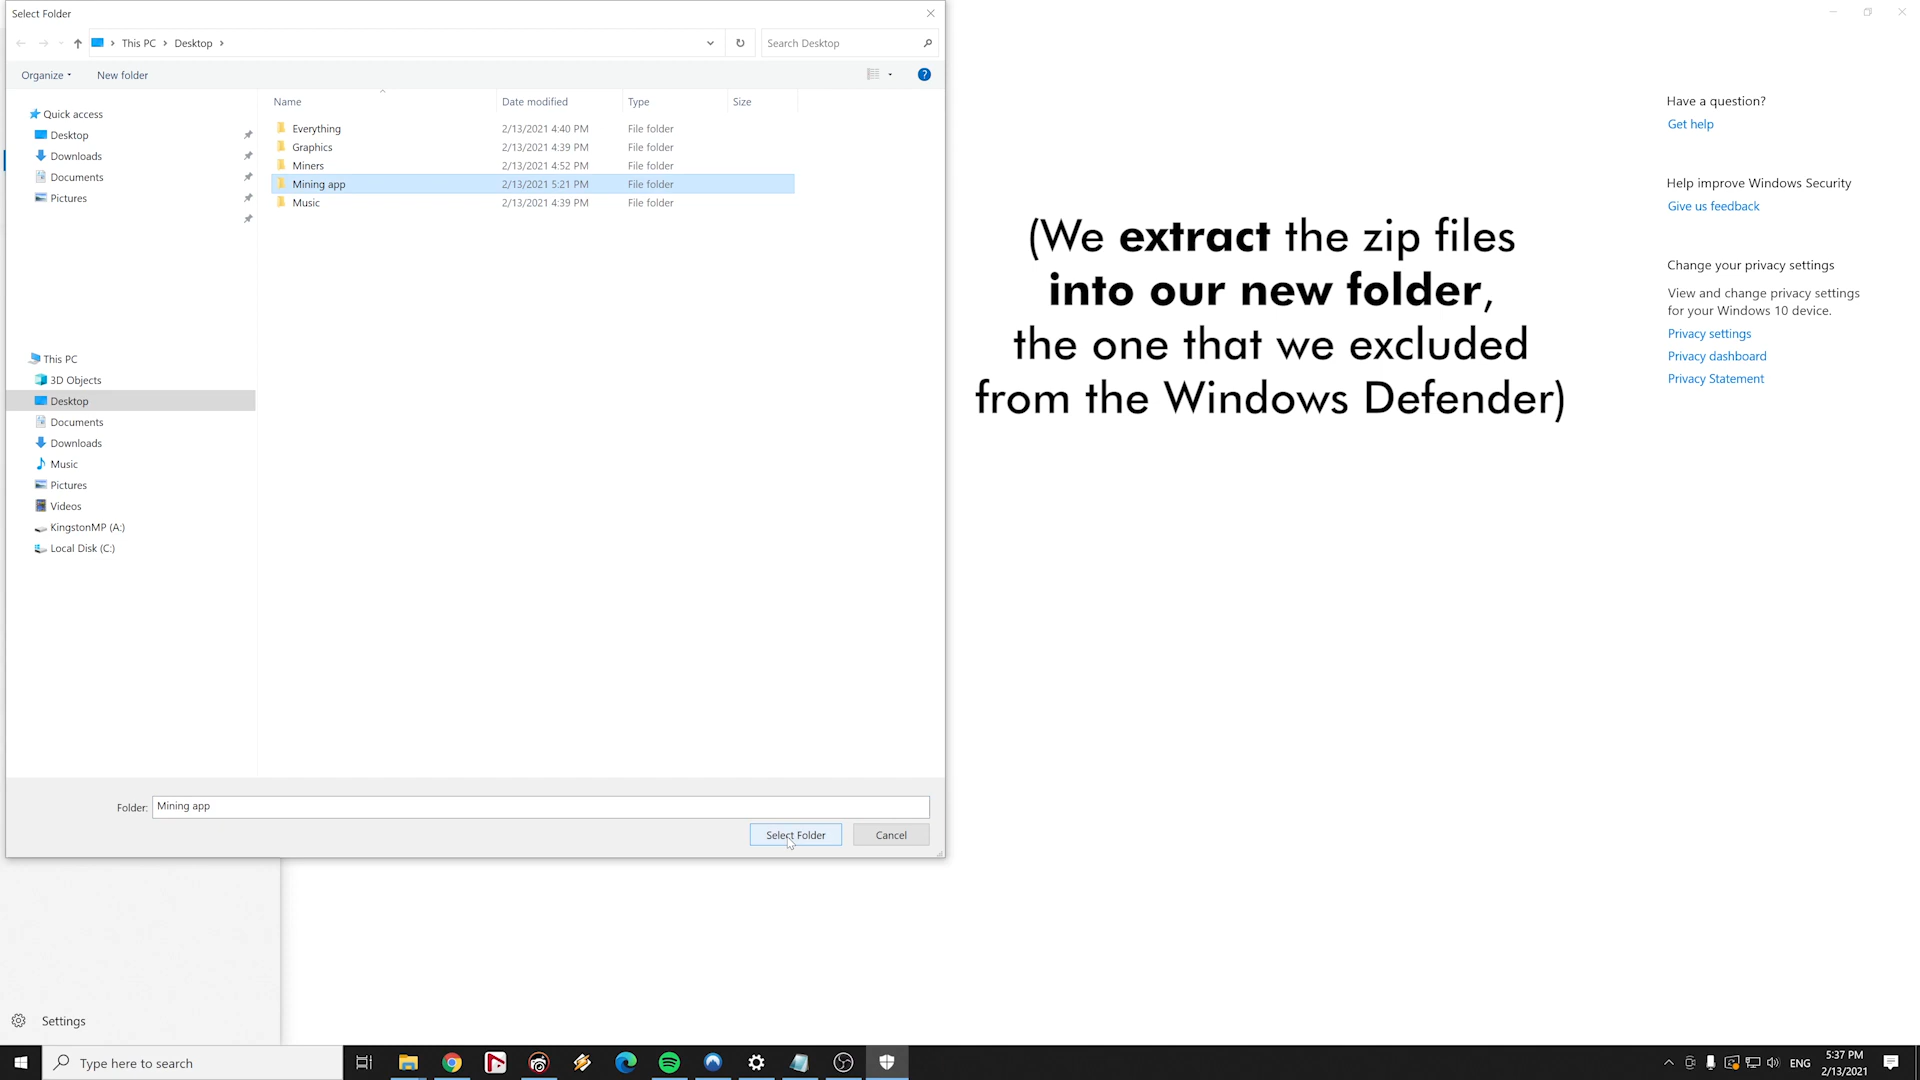 Select Folder
This PC
Desktop
Search Desktop
Organize
New folder
?
Name
Date modified
Type
Size
Everything
2/13/2021 4:40 PM
File folder
Graphics
2/13/2021 4:39 PM
File folder
Miners
2/13/2021 4:52 PM
File folder
Mining app
2/13/2021 5:21 PM
File folder
Music
2/13/2021 4:39 PM
File folder
Quick access
Desktop
Downloads
Documents
Pictures
This PC
3D Objects
Desktop
Documents
Downloads
Music
Pictures
Videos
KingstonMP (A:)
Local Disk (C:)
Folder:
Mining app
Select Folder
Cancel
(We extract the zip files
into our new folder,
the one that we excluded
from the Windows Defender)
Have a question?
Get help
Help improve Windows Security
Give us feedback
Change your privacy settings
View and change privacy settings
for your Windows 10 device.
Privacy settings
Privacy dashboard
Privacy Statement
Settings
Type here to search
ENG
5:37 PM
2/13/2021